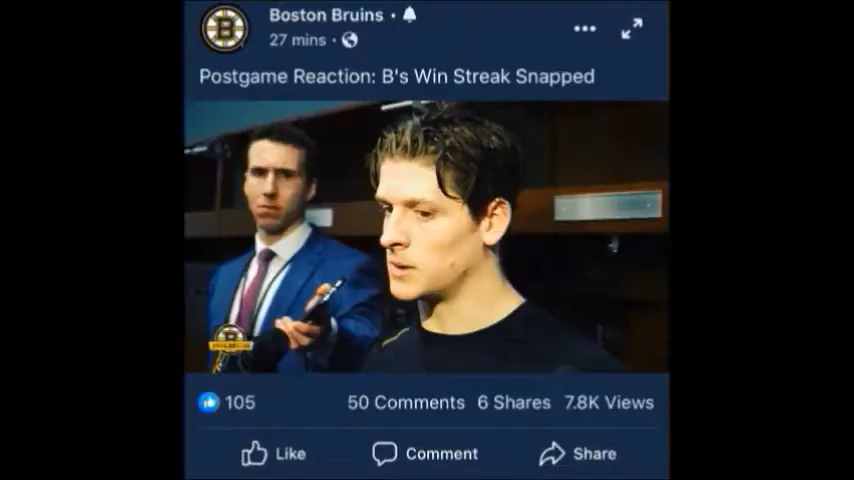 Boston Bruins •
27 mins •
Postgame Reaction: B's Win Streak Snapped
B
105
50 Comments 6 Shares 7.8K Views
Like
Comment
Share